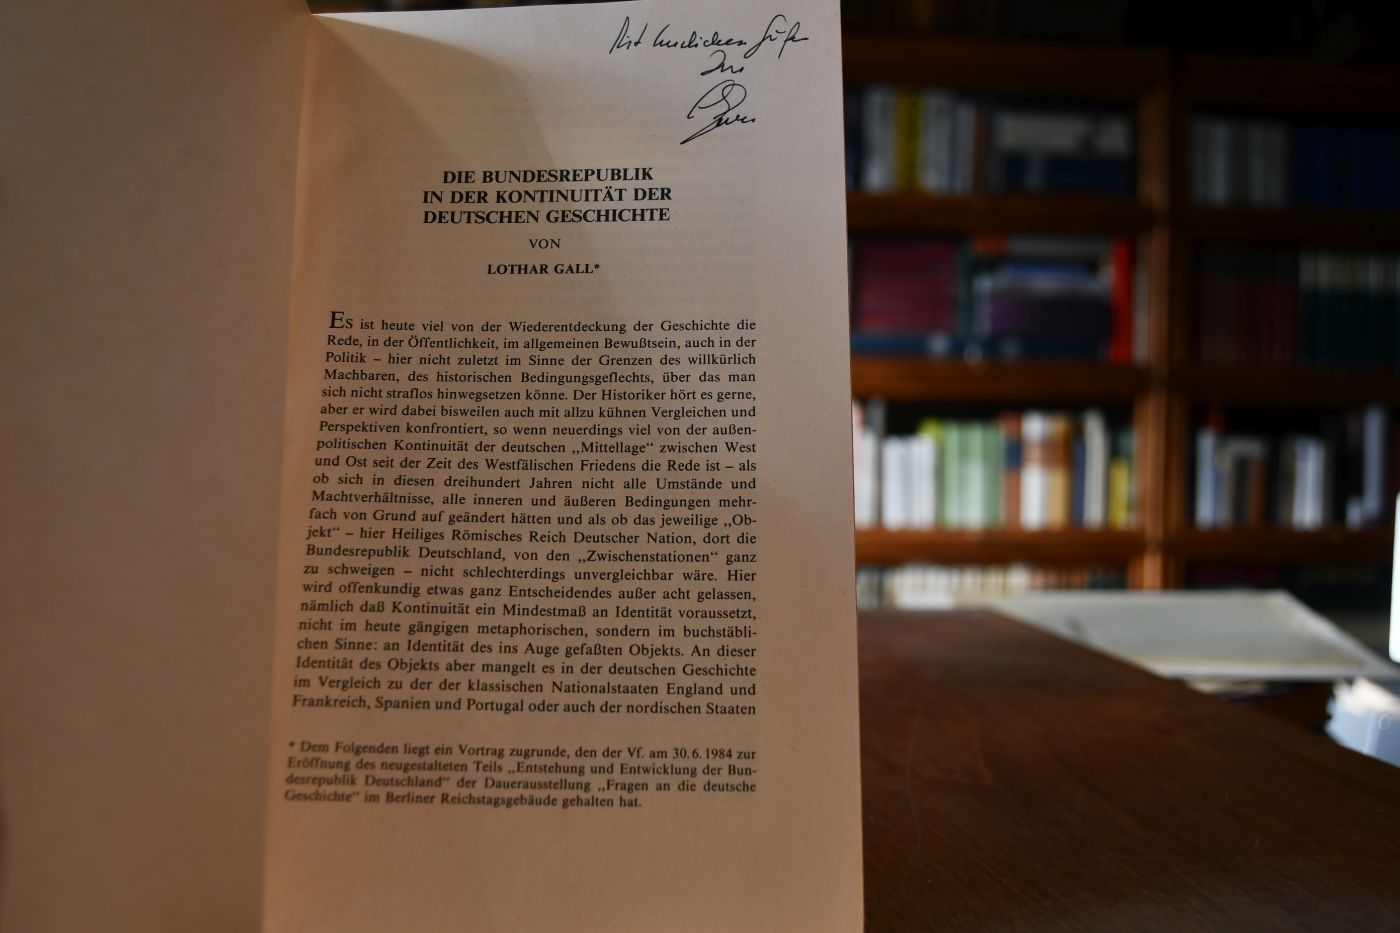 Mit herzlichen Grüßen
Ihr
DIE BUNDESREPUBLIK
IN DER KONTINUITÄT DER
DEUTSCHEN GESCHICHTE
VON
LOTHAR GALL*
Es ist heute viel von der Wiederentdeckung der Geschichte die
Rede, in der Öffentlichkeit, im allgemeinen Bewußtsein, auch in der
Politik – hier nicht zuletzt im Sinne der Grenzen des willkürlich
Machbaren, des historischen Bedingungsgeflechts, über das man
sich nicht straflos hinwegsetzen könne. Der Historiker hört es gerne,
aber er wird dabei bisweilen auch mit allzu kühnen Vergleichen und
Perspektiven konfrontiert, so wenn neuerdings viel von der außen-
politischen Kontinuität der deutschen „Mittellage“ zwischen West
und Ost seit der Zeit des Westfälischen Friedens die Rede ist – als
ob sich in diesen dreihundert Jahren nicht alle Umstände und
Machtverhältnisse, alle inneren und äußeren Bedingungen mehr-
fach von Grund auf geändert hätten und als ob das jeweilige „Ob-
jekt“ – hier Heiliges Römisches Reich Deutscher Nation, dort die
Bundesrepublik Deutschland, von den „Zwischenstationen“ ganz
zu schweigen – nicht schlechterdings unvergleichbar wäre. Hier
wird offenkundig etwas ganz Entscheidendes außer acht gelassen,
nämlich daß Kontinuität ein Mindestmaß an Identität voraussetzt,
nicht im heute gängigen metaphorischen, sondern im buchstäbli-
chen Sinne: an Identität des ins Auge gefaßten Objekts. An dieser
Identität des Objekts aber mangelt es in der deutschen Geschichte
im Vergleich zu der der klassischen Nationalstaaten England und
Frankreich, Spanien und Portugal oder auch der nordischen Staaten
* Dem Folgenden liegt ein Vortrag zugrunde, den der Vf. am 30.6.1984 zur
Eröffnung des neugestalteten Teils „Entstehung und Entwicklung der Bun-
desrepublik Deutschland“ der Dauerausstellung „Fragen an die deutsche
Geschichte“ im Berliner Reichstagsgebäude gehalten hat.